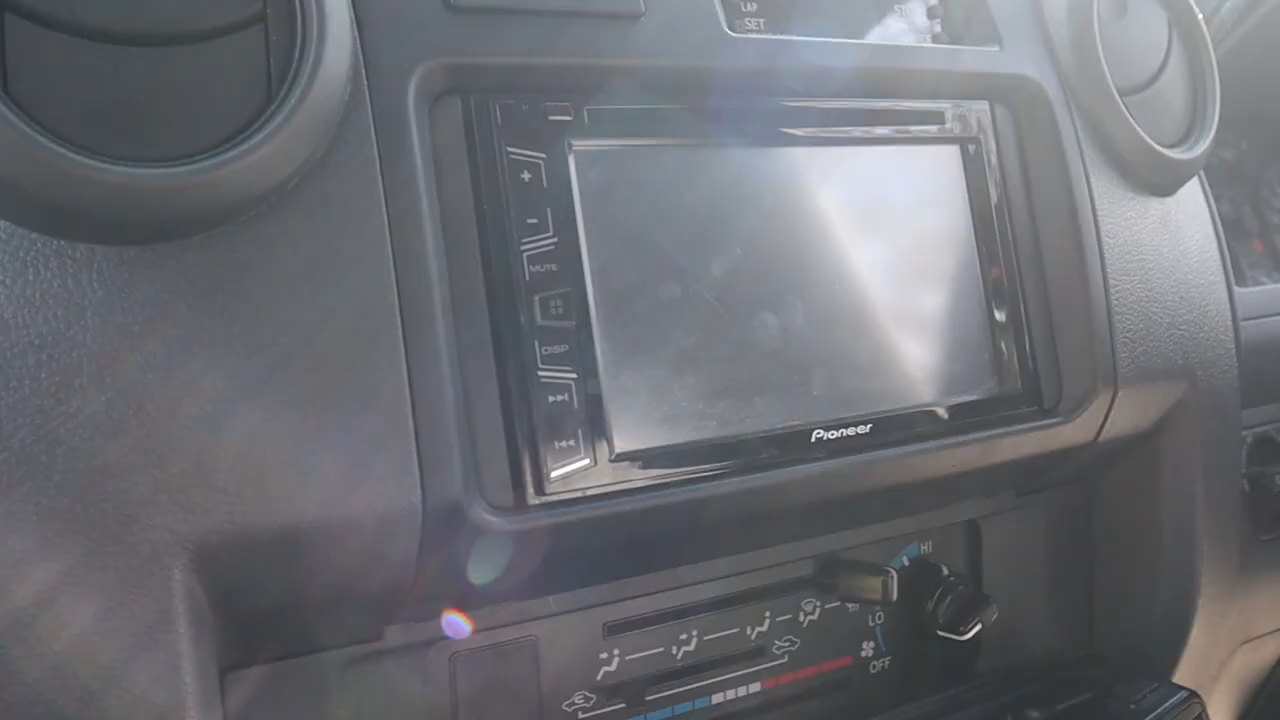 LAP
SET
+
-
MUTE
DISP
Pioneer
HI
LO
OFF